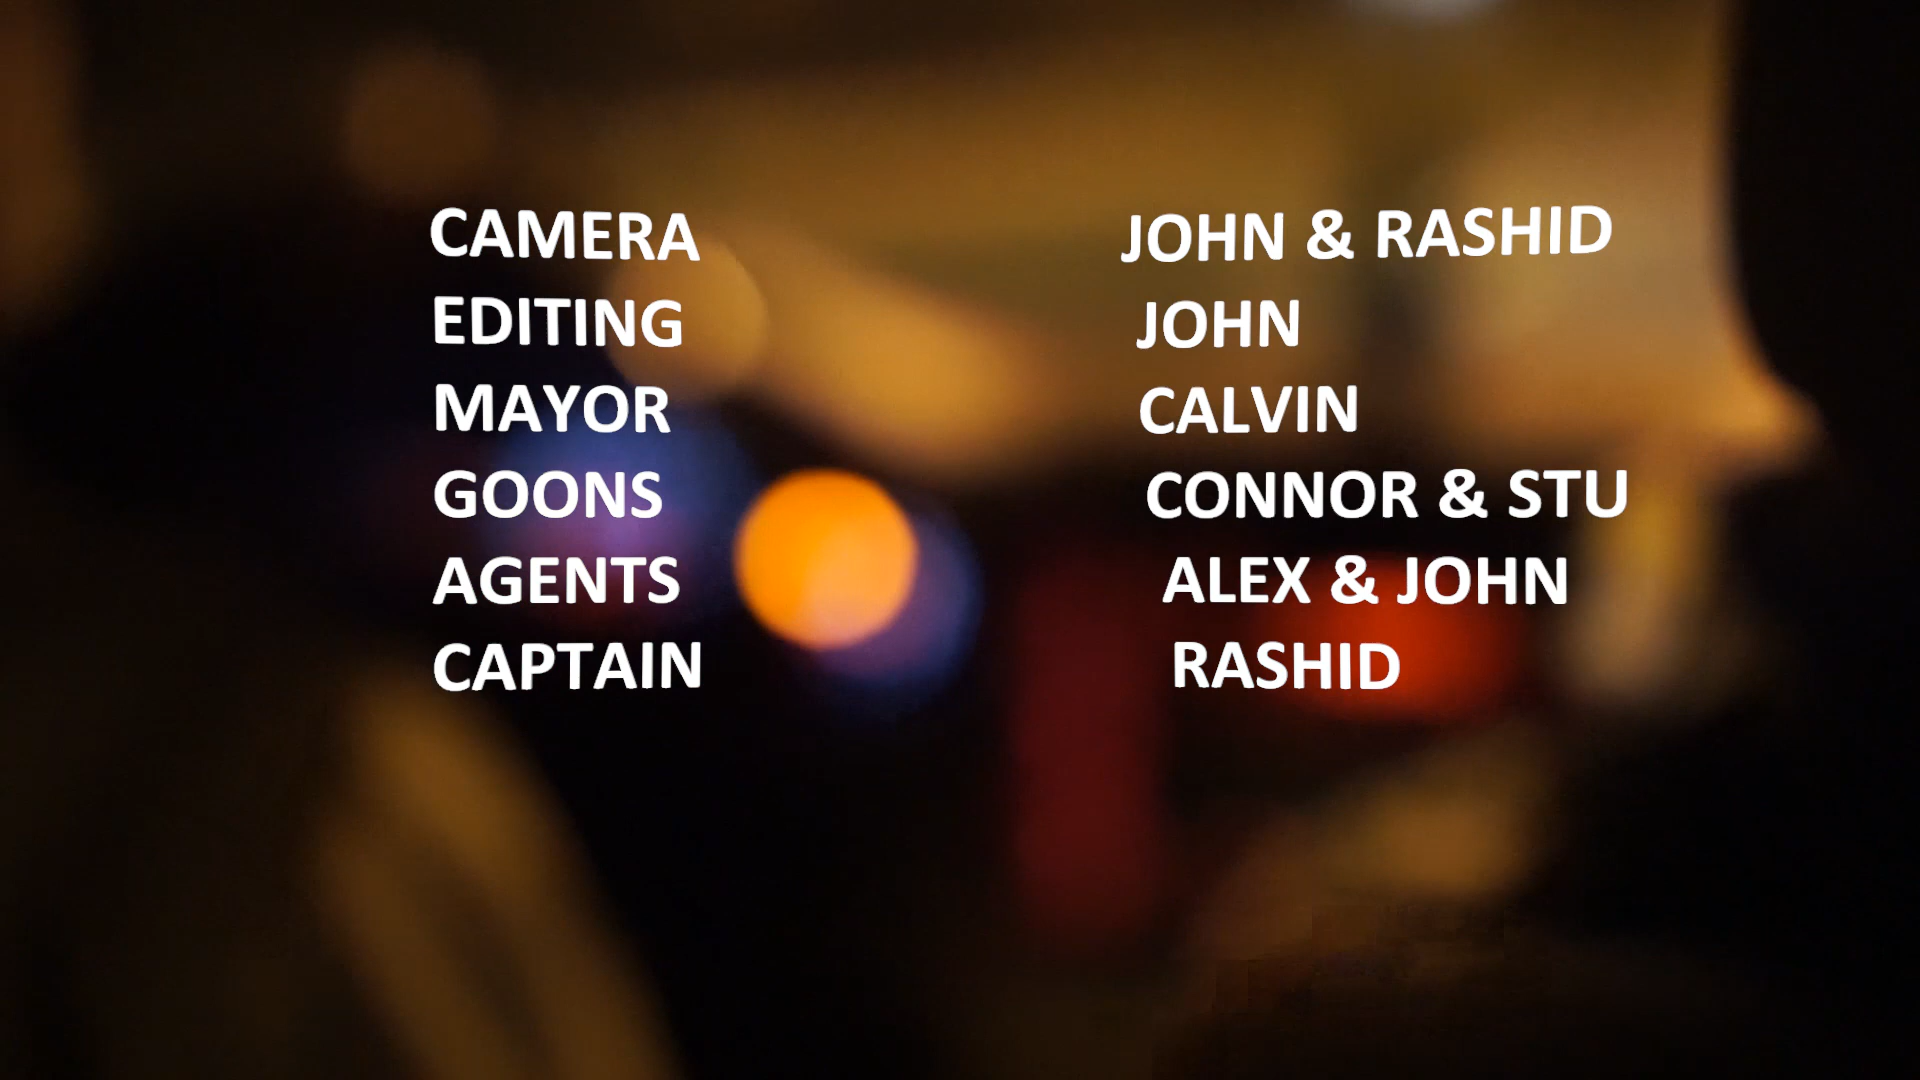 CAMERA JOHN & RASHID
EDITING JOHN
MAYOR CALVIN
GOONS CONNOR & STU
AGENTS ALEX & JOHN
CAPTAIN RASHID